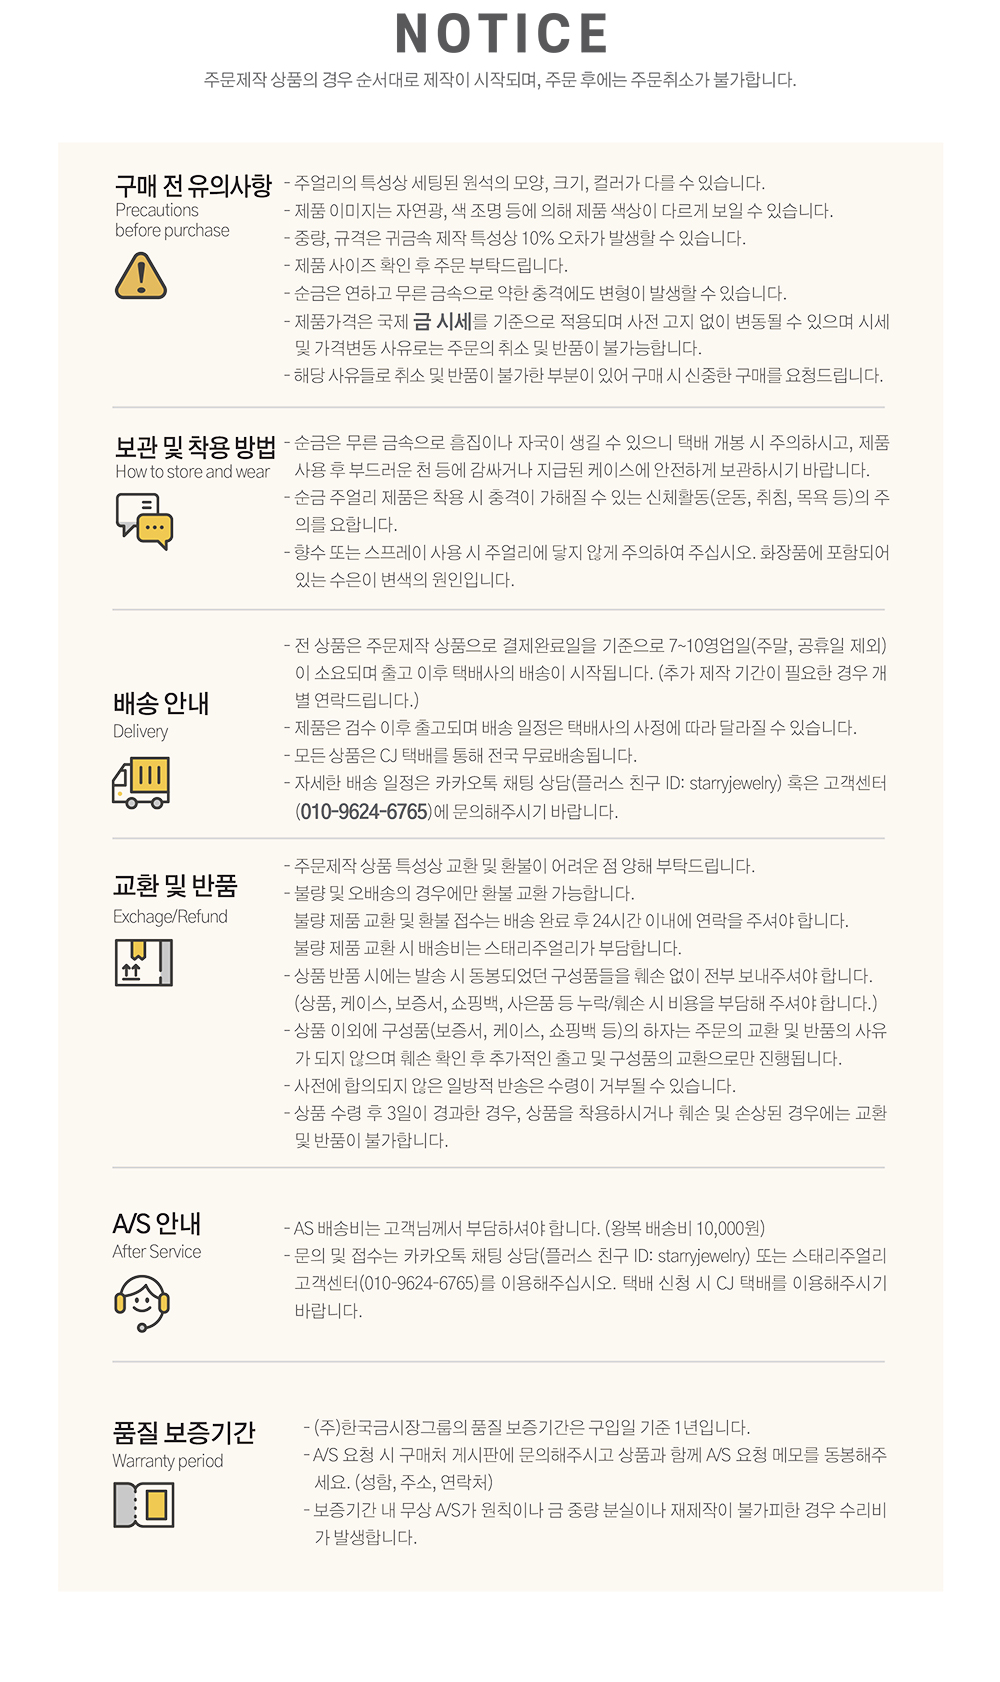 NOTICE
주문제작 상품의 경우 순서대로 제작이 시작되며, 주문 후에는 주문취소가 불가합니다.
구매 전 유의사항
Precautions
before purchase
- 주얼리의 특성상 세팅된 원석의 모양, 크기, 컬러가 다를 수 있습니다.
- 제품 이미지는 자연광, 색 조명 등에 의해 제품 색상이 다르게 보일 수 있습니다.
- 중량, 규격은 귀금속 제작 특성상 10% 오차가 발생할 수 있습니다.
- 제품 사이즈 확인 후 주문 부탁드립니다.
- 순금은 연하고 무른 금속으로 약한 충격에도 변형이 발생할 수 있습니다.
- 제품가격은 국제 금 시세를 기준으로 적용되며 사전 고지 없이 변동될 수 있으며 시세
및 가격변동 사유로는 주문의 취소 및 반품이 불가능합니다.
- 해당 사유들로 취소 및 반품이 불가한 부분이 있어 구매 시 신중한 구매를 요청드립니다.
보관 및 착용 방법
How to store and wear
- 순금은 무른 금속으로 흠집이나 자국이 생길 수 있으니 택배 개봉 시 주의하시고, 제품
사용 후 부드러운 천 등에 감싸거나 지급된 케이스에 안전하게 보관하시기 바랍니다.
- 순금 주얼리 제품은 착용 시 충격이 가해질 수 있는 신체활동(운동, 취침, 목욕 등)의 주
의를 요합니다.
- 향수 또는 스프레이 사용 시 주얼리에 닿지 않게 주의하여 주십시오. 화장품에 포함되어
있는 수은이 변색의 원인입니다.
배송 안내
Delivery
- 전 상품은 주문제작 상품으로 결제완료일을 기준으로 7~10영업일(주말, 공휴일 제외)
이 소요되며 출고 이후 택배사의 배송이 시작됩니다. (추가 제작 기간이 필요한 경우 개
별 연락드립니다.)
- 제품은 검수 이후 출고되며 배송 일정은 택배사의 사정에 따라 달라질 수 있습니다.
- 모든 상품은 CJ 택배를 통해 전국 무료배송됩니다.
- 자세한 배송 일정은 카카오톡 채팅 상담(플러스 친구 ID: starryjewelry) 혹은 고객센터
(010-9624-6765)에 문의해주시기 바랍니다.
교환 및 반품
Exchage/Refund
- 주문제작 상품 특성상 교환 및 환불이 어려운 점 양해 부탁드립니다.
- 불량 및 오배송의 경우에만 환불 교환 가능합니다.
불량 제품 교환 및 환불 접수는 배송 완료 후 24시간 이내에 연락을 주셔야 합니다.
불량 제품 교환 시 배송비는 스태리주얼리가 부담합니다.
- 상품 반품 시에는 발송 시 동봉되었던 구성품들을 훼손 없이 전부 보내주셔야 합니다.
(상품, 케이스, 보증서, 쇼핑백, 사은품 등 누락/훼손 시 비용을 부담해 주셔야 합니다.)
- 상품 이외에 구성품(보증서, 케이스, 쇼핑백 등)의 하자는 주문의 교환 및 반품의 사유
가 되지 않으며 훼손 확인 후 추가적인 출고 및 구성품의 교환으로만 진행됩니다.
- 사전에 합의되지 않은 일방적 반송은 수령이 거부될 수 있습니다.
- 상품 수령 후 3일이 경과한 경우, 상품을 착용하시거나 훼손 및 손상된 경우에는 교환
및 반품이 불가합니다.
A/S 안내
After Service
- AS 배송비는 고객님께서 부담하셔야 합니다. (왕복 배송비 10,000원)
- 문의 및 접수는 카카오톡 채팅 상담(플러스 친구 ID: starryjewelry) 또는 스태리주얼리
고객센터(010-9624-6765)를 이용해주십시오. 택배 신청 시 CJ 택배를 이용해주시기
바랍니다.
품질 보증기간
Warranty period
- (주)한국금시장그룹의 품질 보증기간은 구입일 기준 1년입니다.
- A/S 요청 시 구매처 게시판에 문의해주시고 상품과 함께 A/S 요청 메모를 동봉해주
세요. (성함, 주소, 연락처)
- 보증기간 내 무상 A/S가 원칙이나 금 중량 분실이나 재제작이 불가피한 경우 수리비
가 발생합니다.